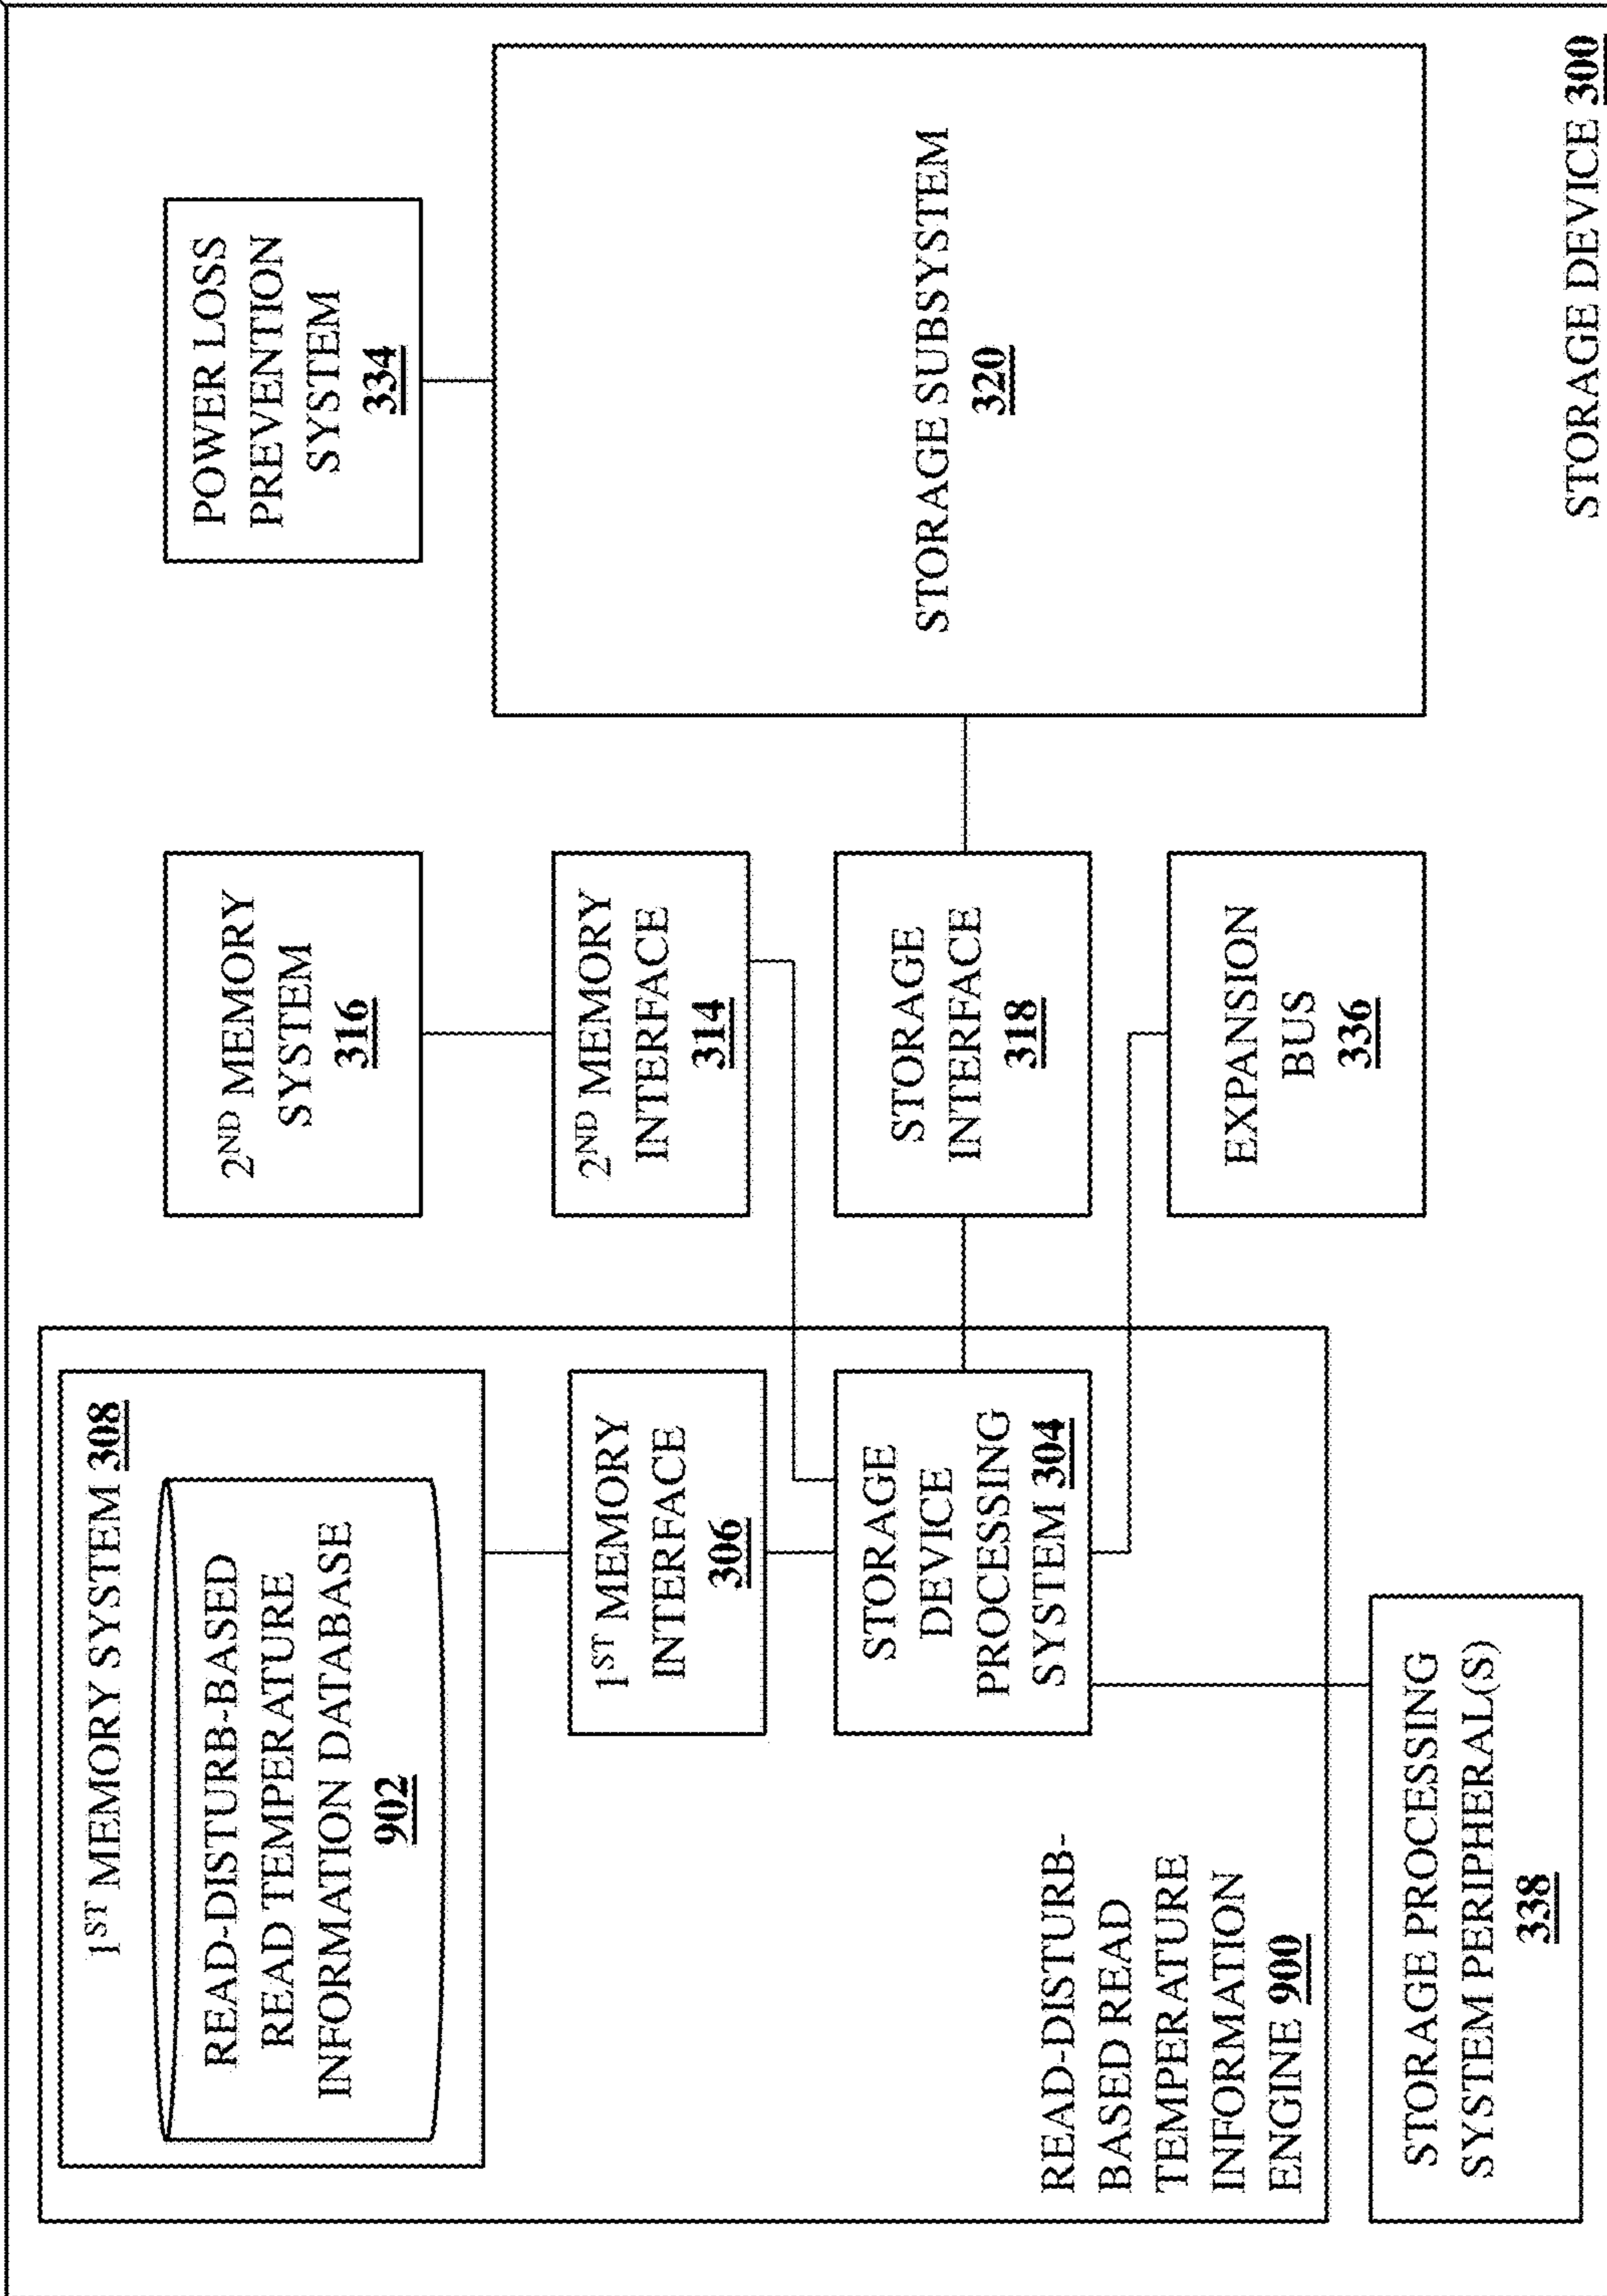 1ST MEMORY SYSTEM 308
READ-DISTURB-BASED
READ TEMPERATURE
INFORMATION DATABASE
902
1ST MEMORY
INTERFACE
306
STORAGE
DEVICE
PROCESSING
SYSTEM 304
READ-DISTURB-
BASED READ
TEMPERATURE
INFORMATION
ENGINE 900
STORAGE PROCESSING
SYSTEM PERIPHERAL(S)
338
2ND MEMORY
SYSTEM
316
2ND MEMORY
INTERFACE
314
STORAGE
INTERFACE
318
EXPANSION
BUS
336
POWER LOSS
PREVENTION
SYSTEM
334
STORAGE SUBSYSTEM
320
STORAGE DEVICE 300